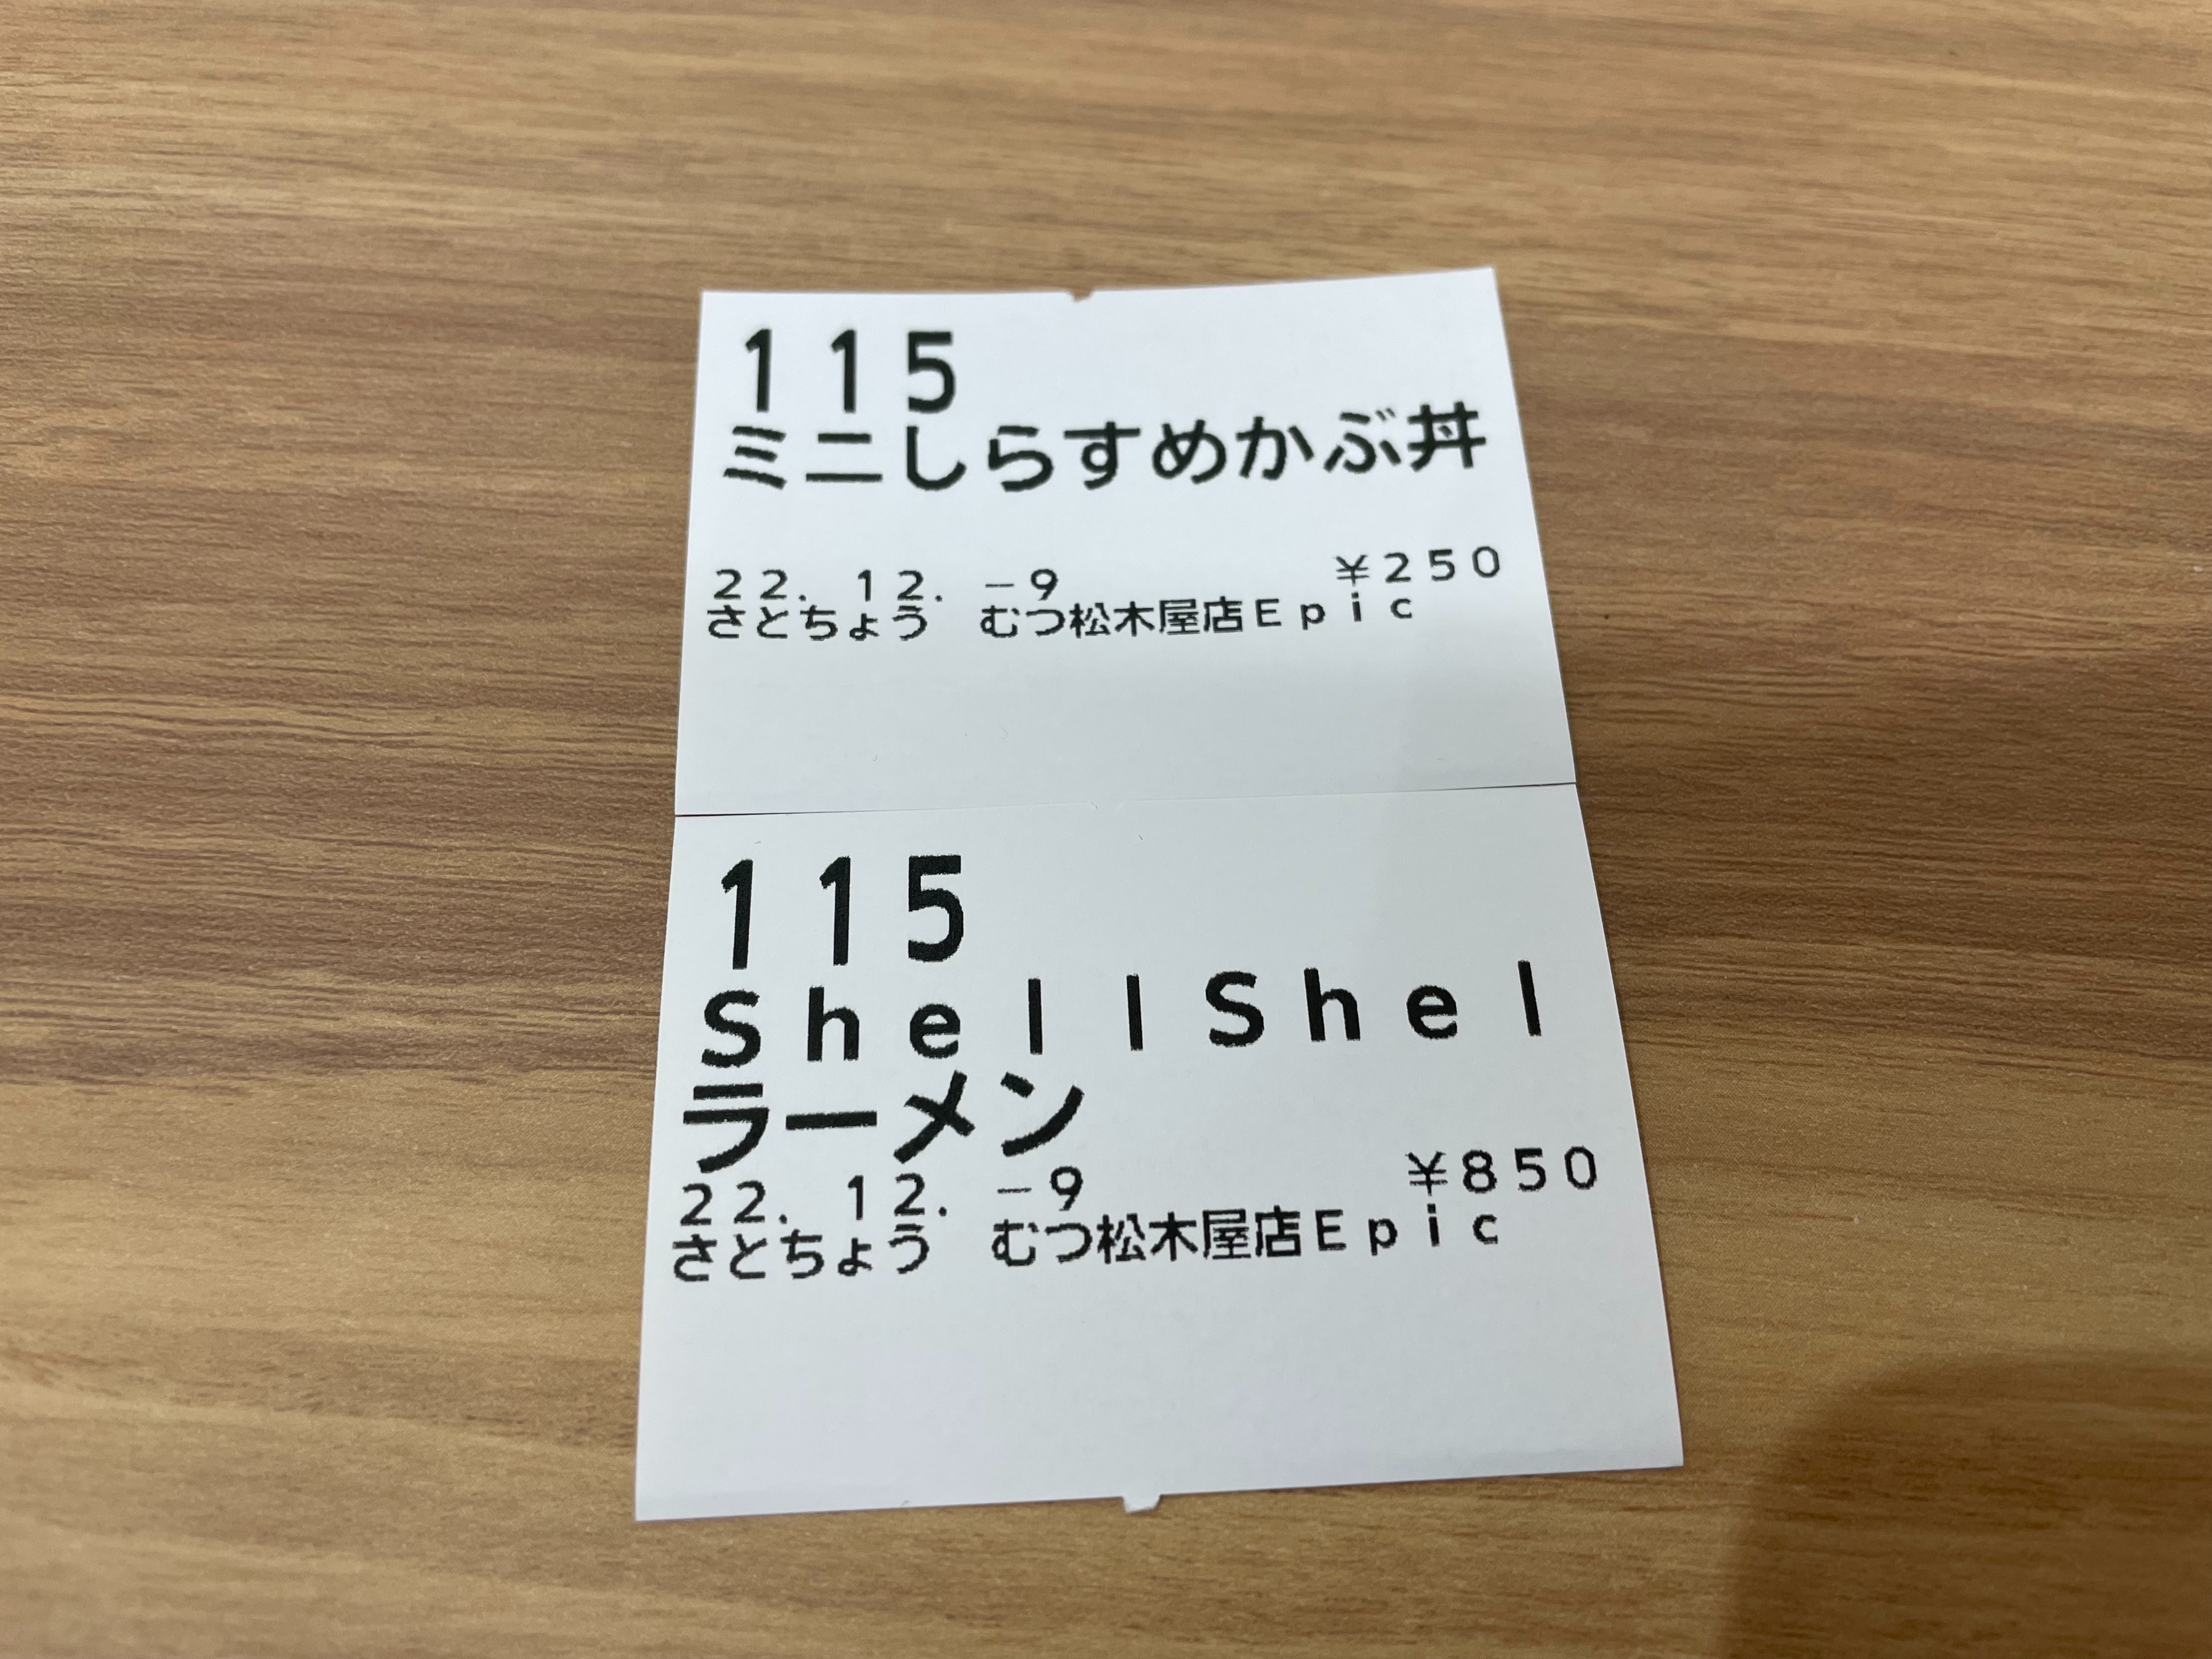 115
ミニしらすめかぶ丼
¥250
22. 12. -9
さとちょう むつ松木屋店Epic
115
ShellShel
ラーメン
¥850
22. 12. -9
さとちょう むつ松木屋店Epic